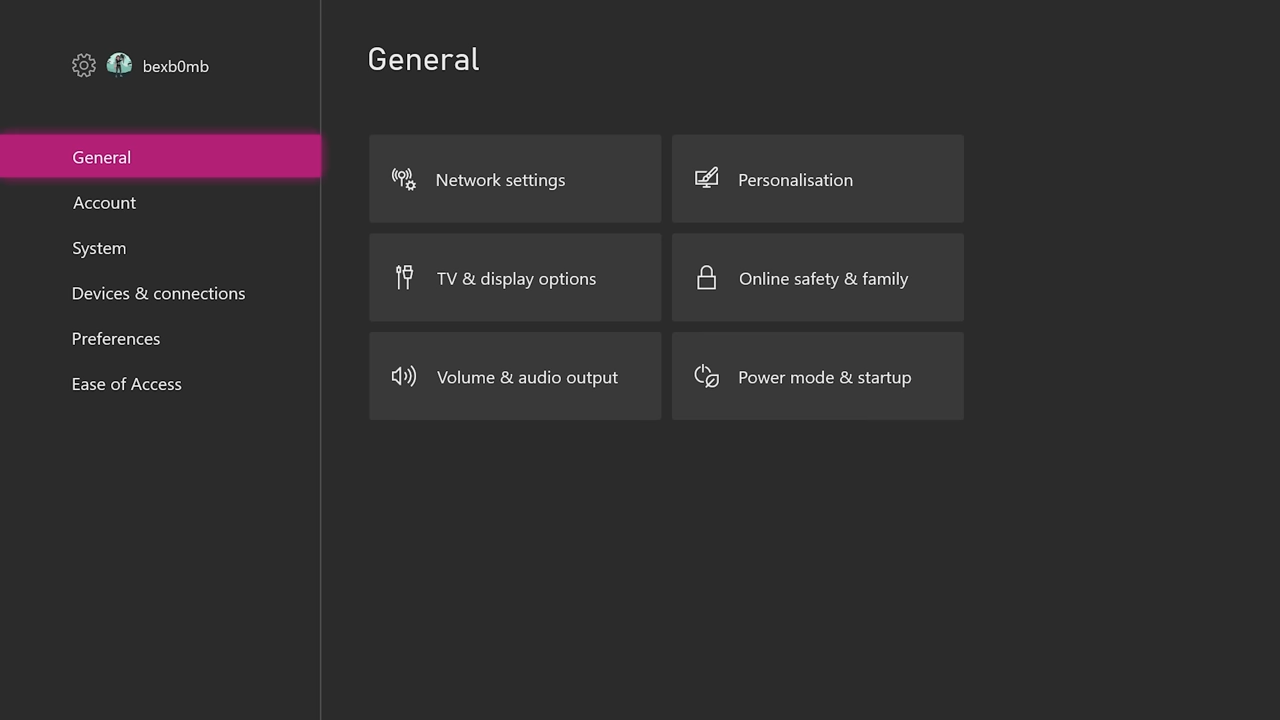 bexb0mb
General
Account
System
Devices & connections
Preferences
Ease of Access
General
Network settings
Personalisation
TV & display options
Online safety & family
Volume & audio output
Power mode & startup